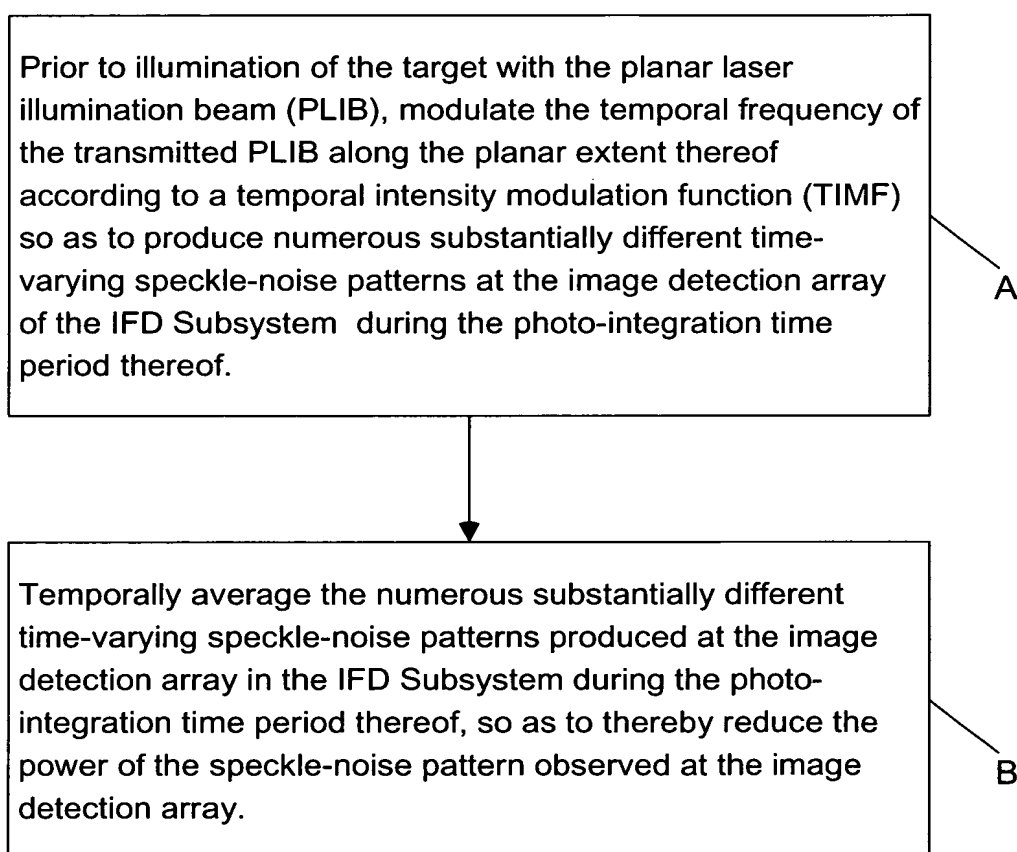 Prior to illumination of the target with the planar laser
illumination beam (PLIB), modulate the temporal frequency of
the transmitted PLIB along the planar extent thereof
according to a temporal intensity modulation function (TIMF)
so as to produce numerous substantially different time-
varying speckle-noise patterns at the image detection array
of the IFD Subsystem during the photo-integration time
period thereof.
A
Temporally average the numerous substantially different
time-varying speckle-noise patterns produced at the image
detection array in the IFD Subsystem during the photo-
integration time period thereof, so as to thereby reduce the
power of the speckle-noise pattern observed at the image
detection array.
B